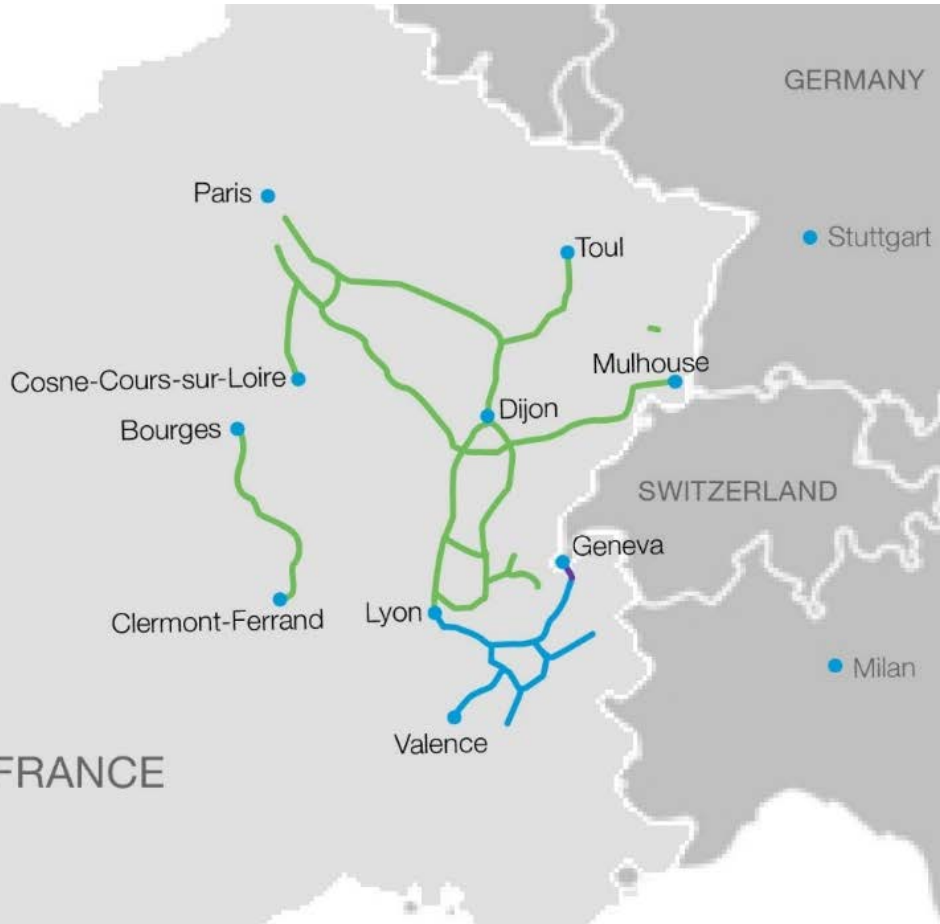 GERMANY
Paris
Stuttgart
Toul
Mulhouse
Cosne-Cours-sur-Loire
Dijon
Bourges
SWITZERLAND
Geneva
Clermont-Ferrand
Lyon
Milan
Valence
FRANCE